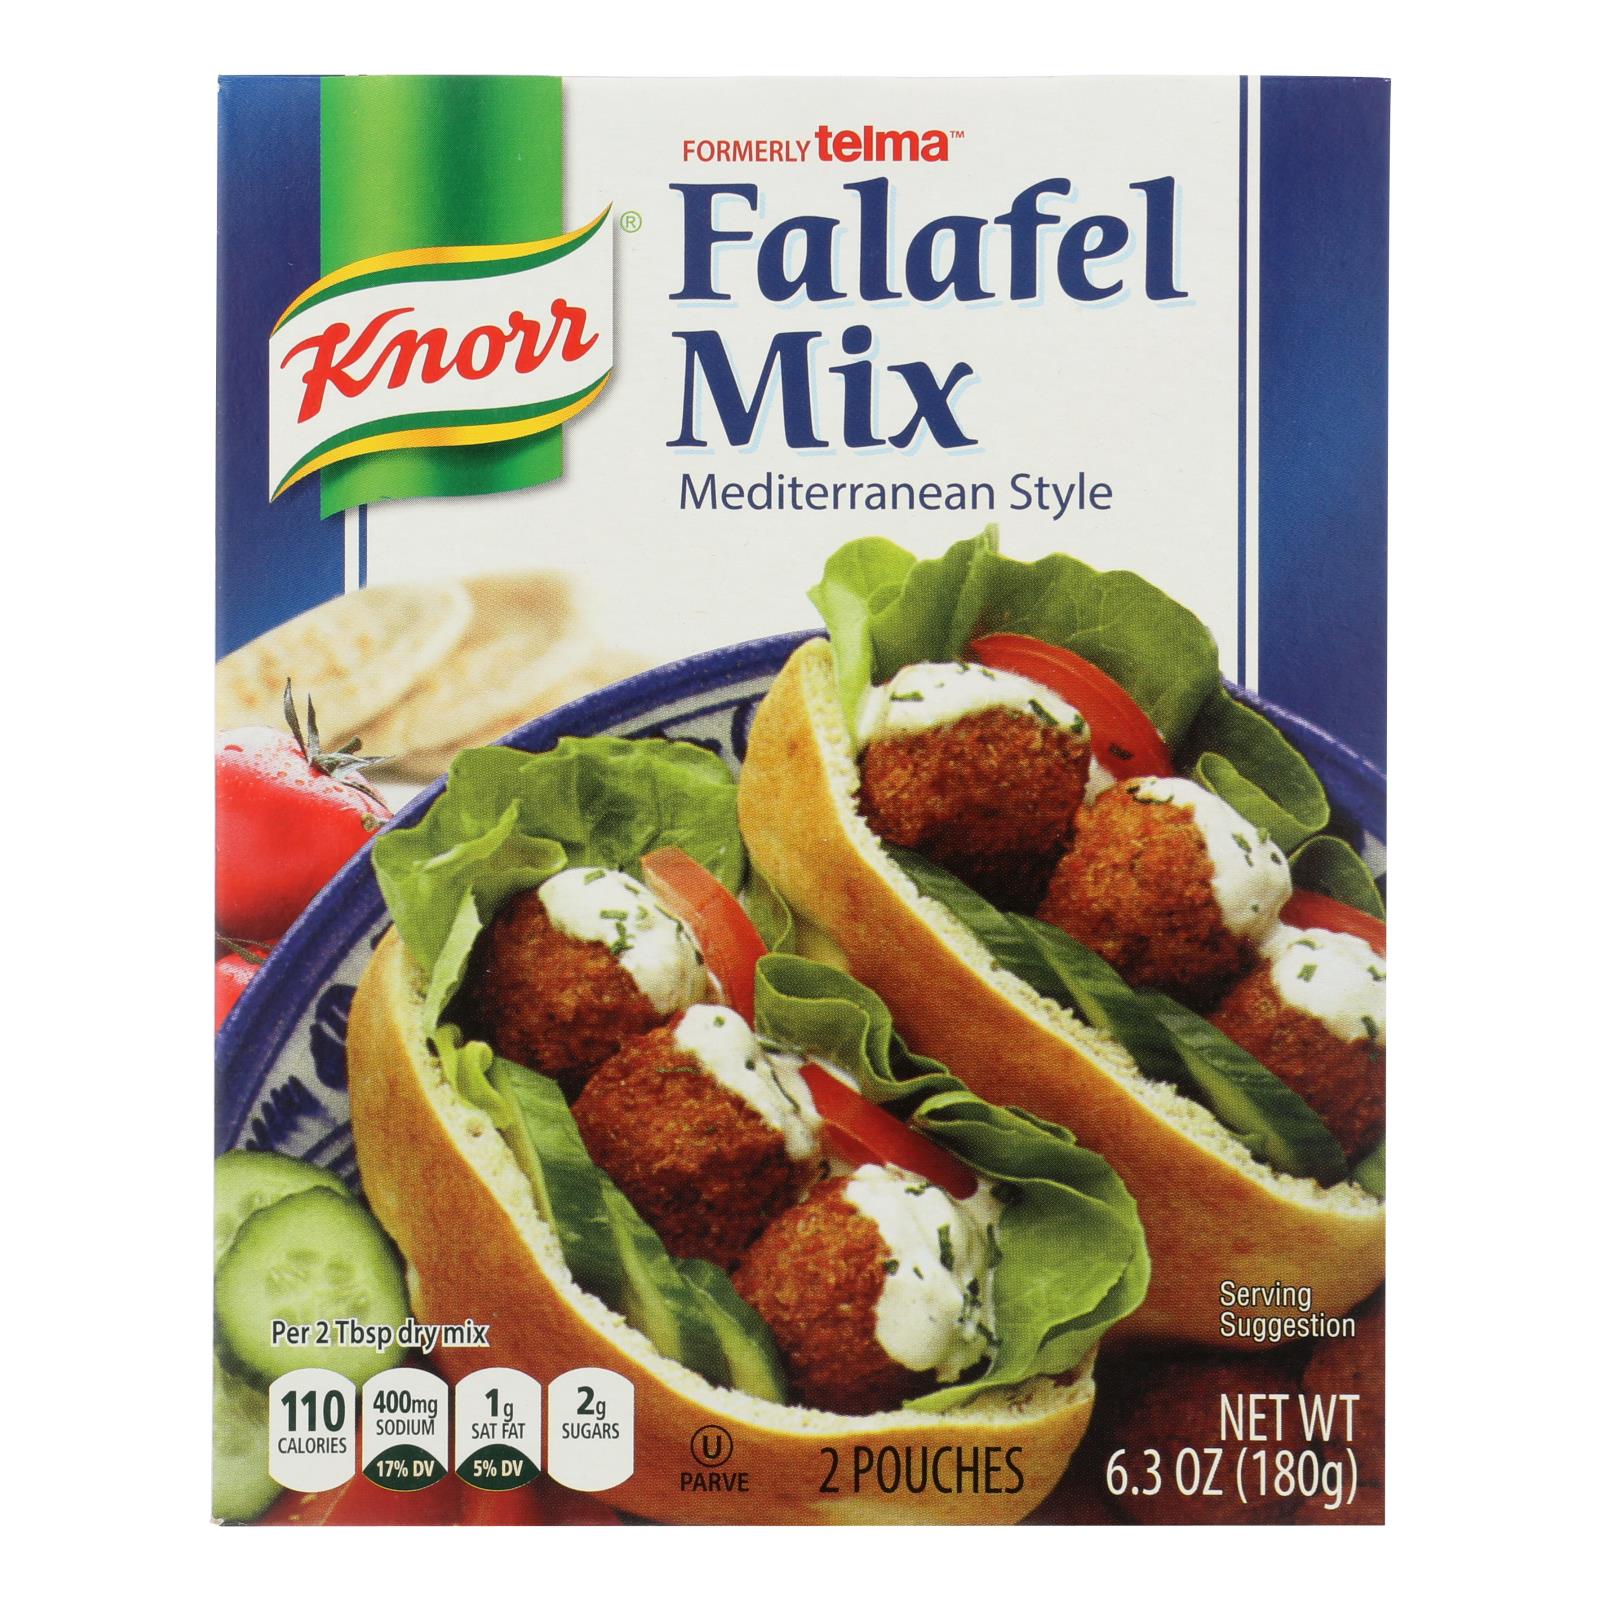 FORMERLY telma™
Falafel
Mix
Mediterranean Style
Knorr®
Per 2 Tbsp dry mix
110
CALORIES
400mg
SODIUM
17% DV
1g
SAT FAT
5% DV
2g
SUGARS
U
PARVE
2 POUCHES
Serving
Suggestion
NET WT
6.3 OZ (180g)